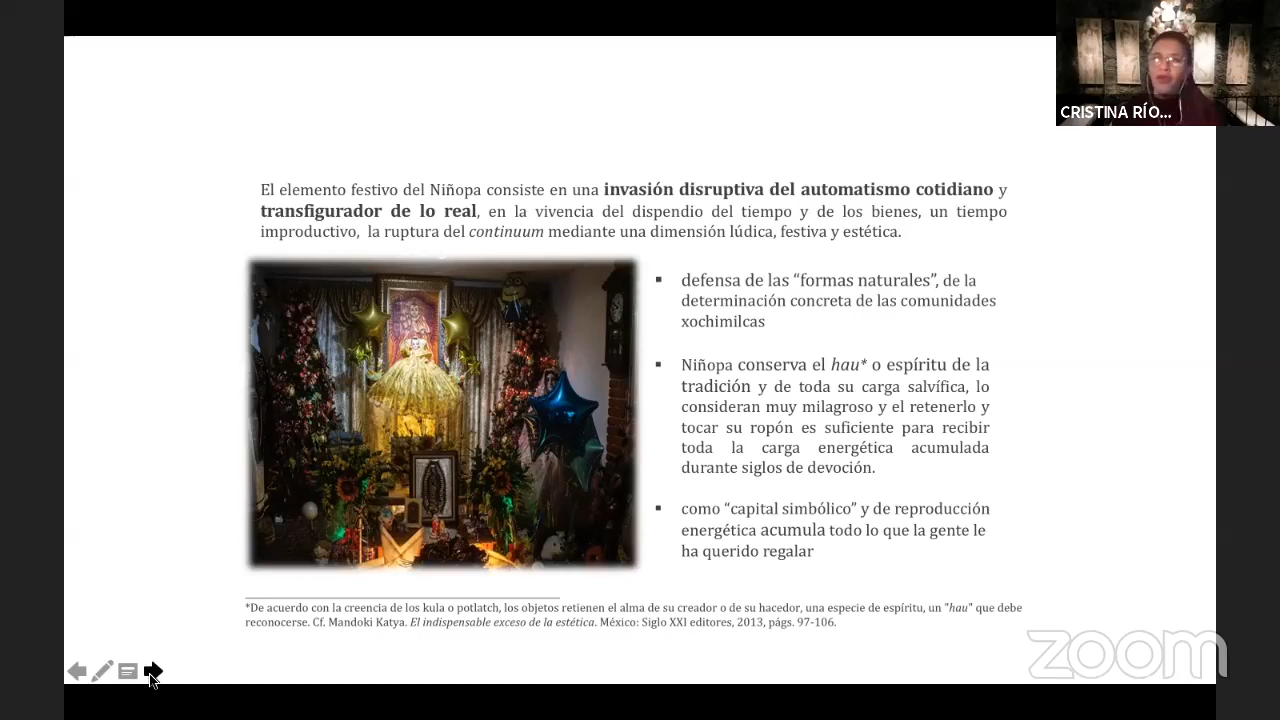 CRISTINA RÍO...
El elemento festivo del Niñopa consiste en una invasión disruptiva del automatismo cotidiano y
transfigurador de lo real, en la vivencia del dispendio del tiempo y de los bienes, un tiempo
improductivo, la ruptura del continuum mediante una dimensión lúdica, festiva y estética.
▪ defensa de las “formas naturales”, de la
determinación concreta de las comunidades
xochimilcas
▪ Niñopa conserva el hau* o espíritu de la
tradición y de toda su carga salvífica, lo
consideran muy milagroso y el retenerlo y
tocar su ropón es suficiente para recibir
toda la carga energética acumulada
durante siglos de devoción.
▪ como “capital simbólico” y de reproducción
energética acumula todo lo que la gente le
ha querido regalar
*De acuerdo con la creencia de los kula o potlatch, los objetos retienen el alma de su creador o de su hacedor, una especie de espíritu, un "hau" que debe
reconocerse. Cf. Mandoki Katya. El indispensable exceso de la estética. México: Siglo XXI editores, 2013, págs. 97-106.
zoom